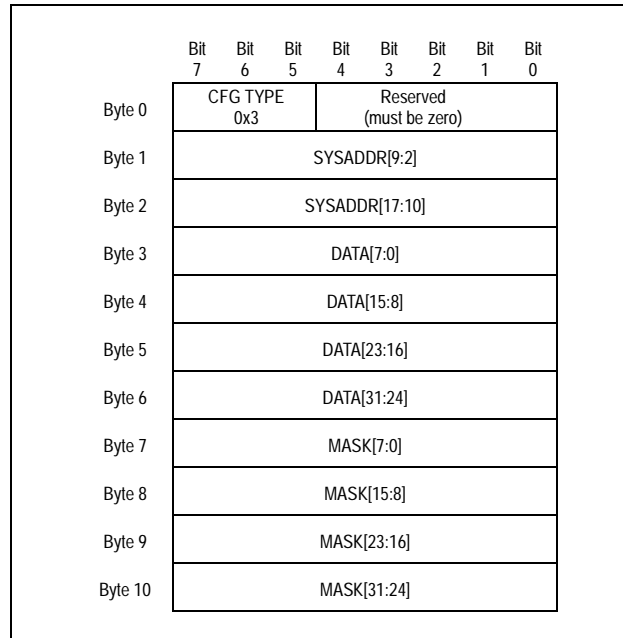 Bit Bit Bit Bit Bit Bit Bit Bit
7 6 5 4 3 2 1 0
Byte 0
CFG TYPE
0x3
Reserved
(must be zero)
Byte 1 SYSADDR[9:2]
Byte 2 SYSADDR[17:10]
Byte 3 DATA[7:0]
Byte 4 DATA[15:8]
Byte 5 DATA[23:16]
Byte 6 DATA[31:24]
Byte 7 MASK[7:0]
Byte 8 MASK[15:8]
Byte 9 MASK[23:16]
Byte 10 MASK[31:24]